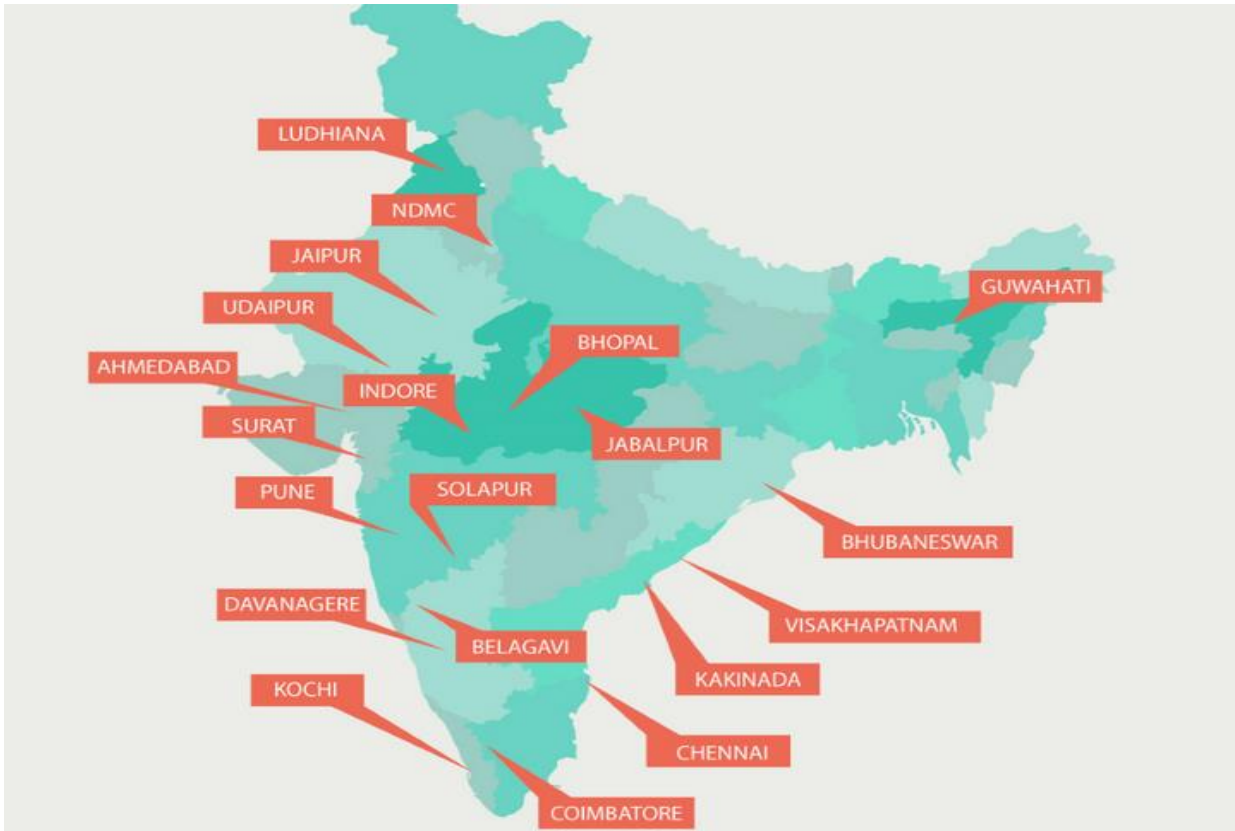 LUDHIANA
NDMC
JAIPUR
GUWAHATI
UDAIPUR
BHOPAL
AHMEDABAD
INDORE
SURAT
JABALPUR
PUNE
SOLAPUR
BHUBANESWAR
DAVANAGERE
VISAKHAPATNAM
BELAGAVI
KAKINADA
KOCHI
CHENNAI
COIMBATORE